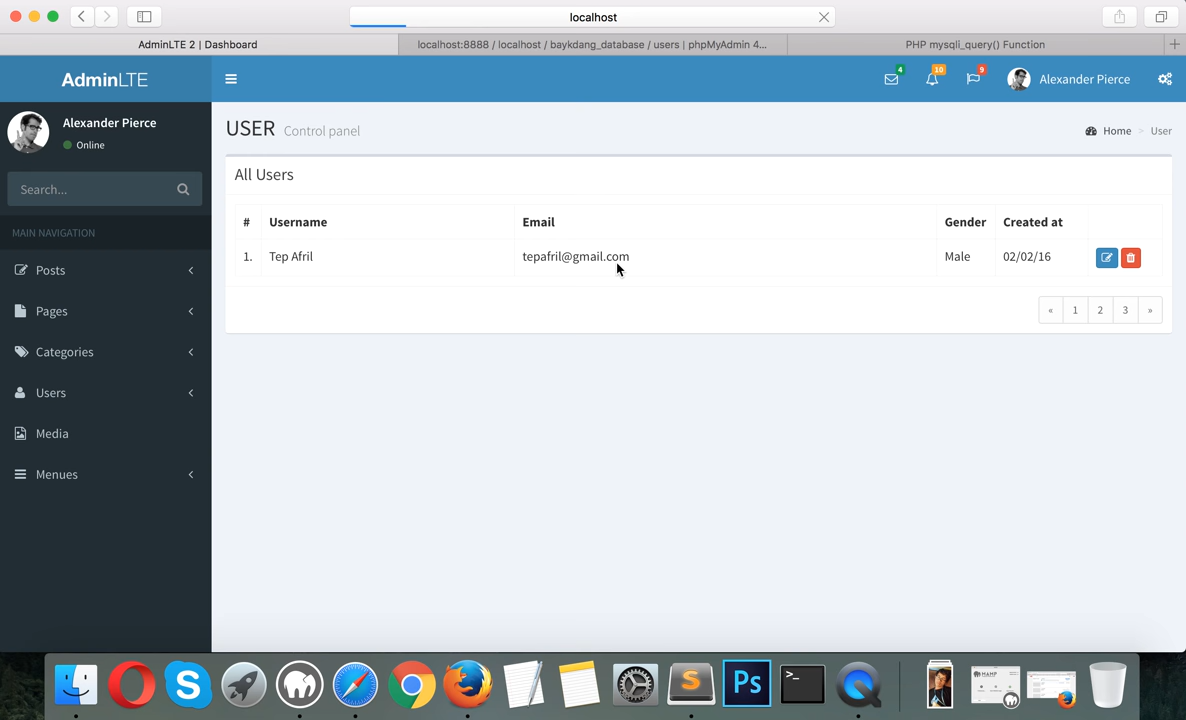 localhost
AdminLTE 2 | Dashboard
localhost:8888 / localhost / baykdang_database / users | phpMyAdmin 4...
PHP mysqli_query() Function
AdminLTE
4
10
9
Alexander Pierce
Alexander Pierce
Online
Search...
MAIN NAVIGATION
Posts
Pages
Categories
Users
Media
Menues
USER Control panel
Home > User
All Users
# Username Email Gender Created at
1. Tep Afril tepafril@gmail.com Male 02/02/16
« 1 2 3 »
S
Ps
>_
MAMP